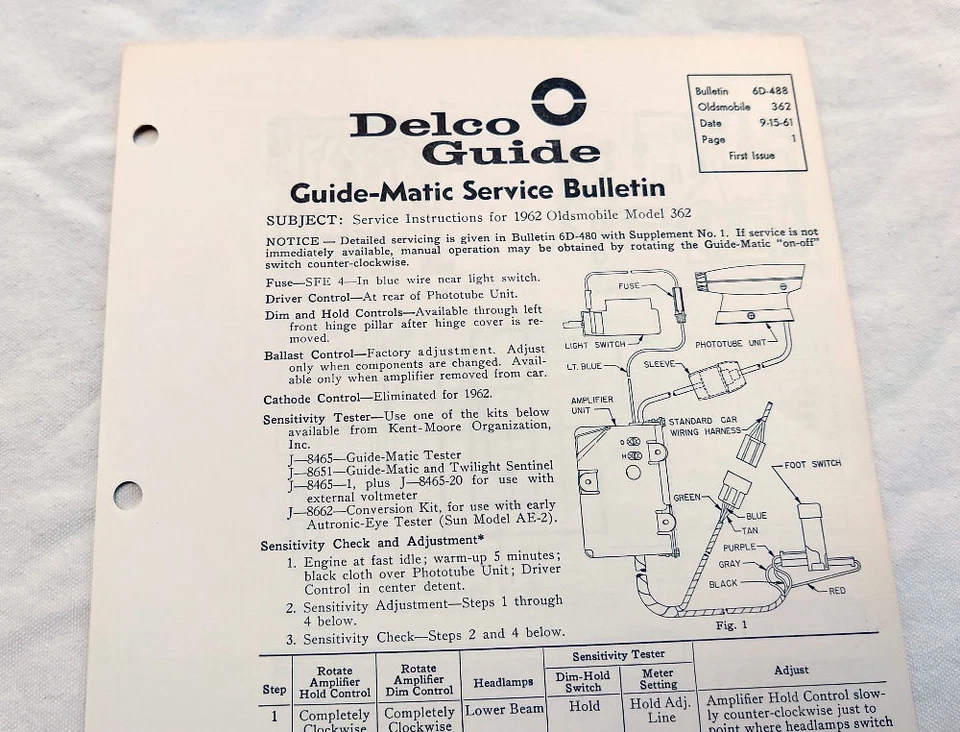 Bulletin 6D-488
Oldsmobile 362
Date 9-15-61
Page 1
First Issue
Delco
Guide
Guide-Matic Service Bulletin
SUBJECT: Service Instructions for 1962 Oldsmobile Model 362
NOTICE — Detailed servicing is given in Bulletin 6D-480 with Supplement No. 1. If service is not
immediately available, manual operation may be obtained by rotating the Guide-Matic "on-off"
switch counter-clockwise.
Fuse—SFE 4—In blue wire near light switch.
Driver Control—At rear of Phototube Unit.
Dim and Hold Controls—Available through left
front hinge pillar after hinge cover is re-
moved.
Ballast Control—Factory adjustment. Adjust
only when components are changed. Avail-
able only when amplifier removed from car.
Cathode Control—Eliminated for 1962.
Sensitivity Tester—Use one of the kits below
available from Kent-Moore Organization,
Inc.
J—8465—Guide-Matic Tester
J—8651—Guide-Matic and Twilight Sentinel
J—8465—1, plus J—8465-20 for use with
external voltmeter
J—8662—Conversion Kit, for use with early
Autronic-Eye Tester (Sun Model AE-2).
Sensitivity Check and Adjustment*
1. Engine at fast idle; warm-up 5 minutes;
black cloth over Phototube Unit; Driver
Control in center detent.
2. Sensitivity Adjustment—Steps 1 through
4 below.
3. Sensitivity Check—Steps 2 and 4 below.
FUSE
LIGHT SWITCH
PHOTOTUBE UNIT
LT. BLUE
SLEEVE
AMPLIFIER
UNIT
STANDARD CAR
WIRING HARNESS
D
H
FOOT SWITCH
GREEN
BLUE
TAN
PURPLE
GRAY
BLACK
RED
Fig. 1
Step
Rotate
Amplifier
Hold Control
Rotate
Amplifier
Dim Control
Headlamps
Sensitivity Tester
Dim-Hold
Switch
Meter
Setting
Adjust
1
Completely
Clockwise
Completely
Clockwise
Lower Beam
Hold
Hold Adj.
Line
Amplifier Hold Control slow-
ly counter-clockwise just to
point where headlamps switch